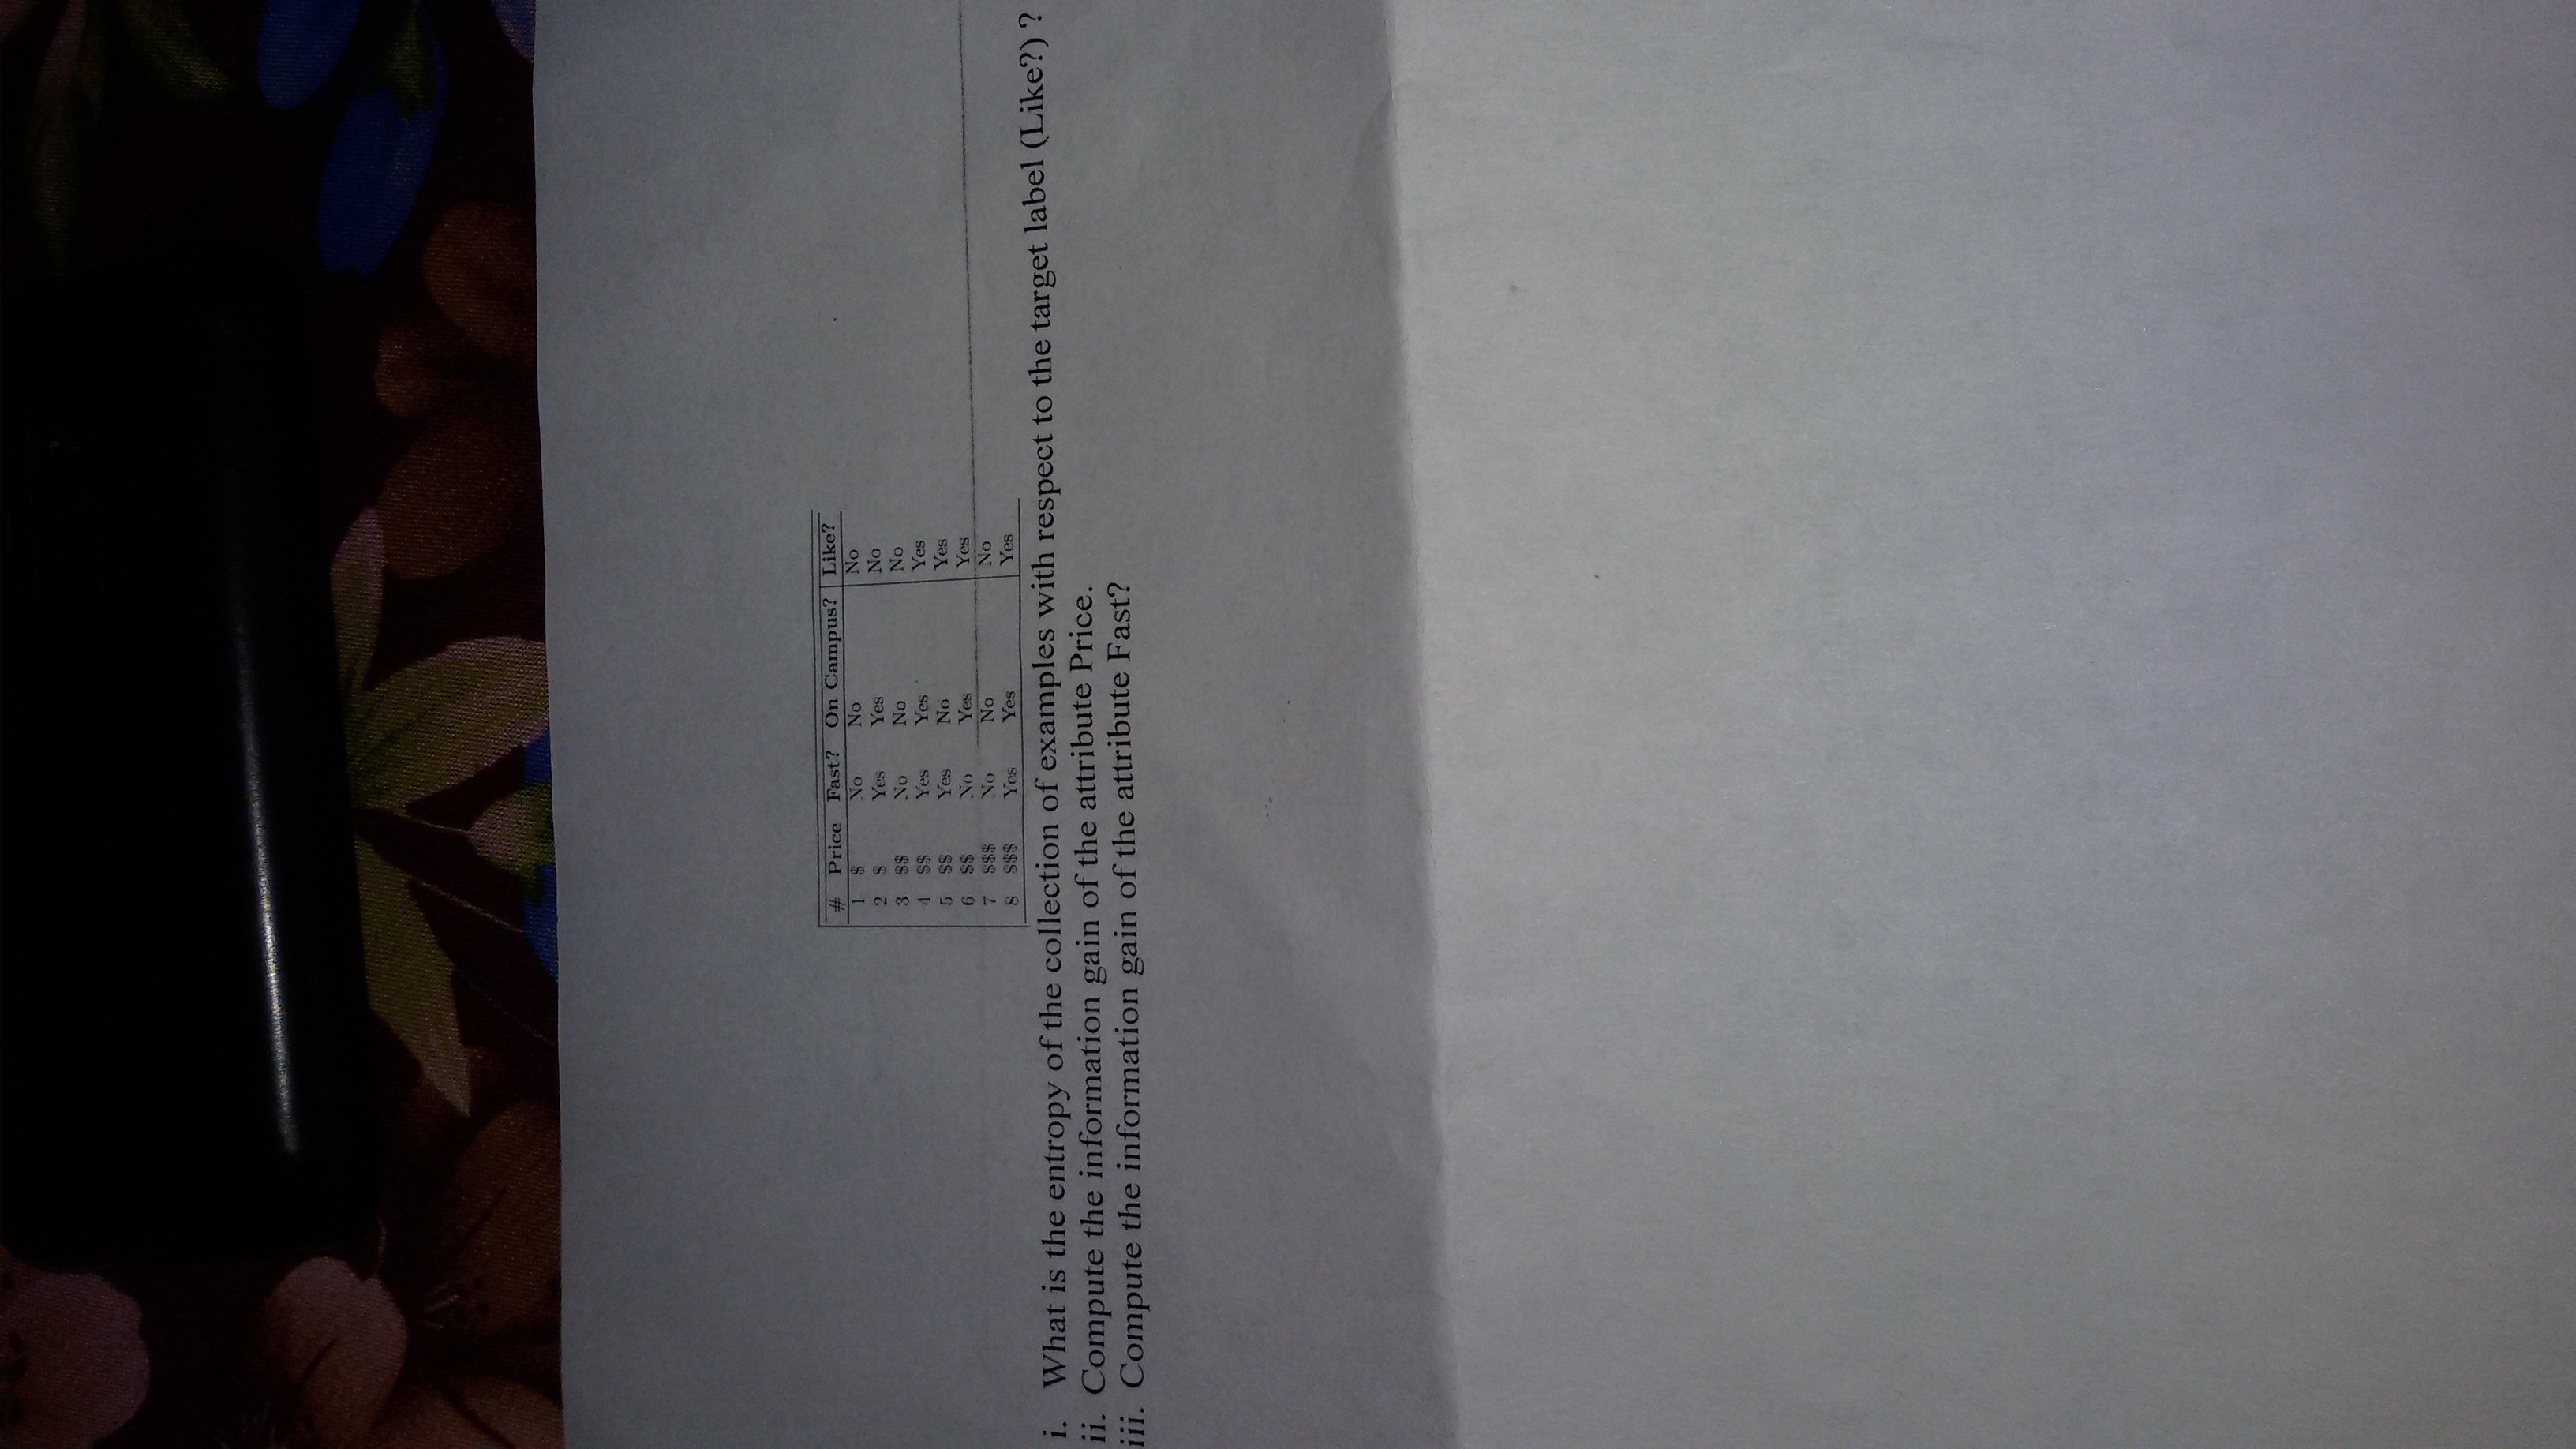 # Price Fast? On Campus? Like?
1 $ No No No
2 $ Yes Yes No
3 $$ No No No
4 $$ Yes Yes Yes
5 $$ Yes No Yes
6 $$ No Yes Yes
7 $$$ No No No
8 $$$ Yes Yes Yes
i. What is the entropy of the collection of examples with respect to the target label (Like?) ?
ii. Compute the information gain of the attribute Price.
iii. Compute the information gain of the attribute Fast?